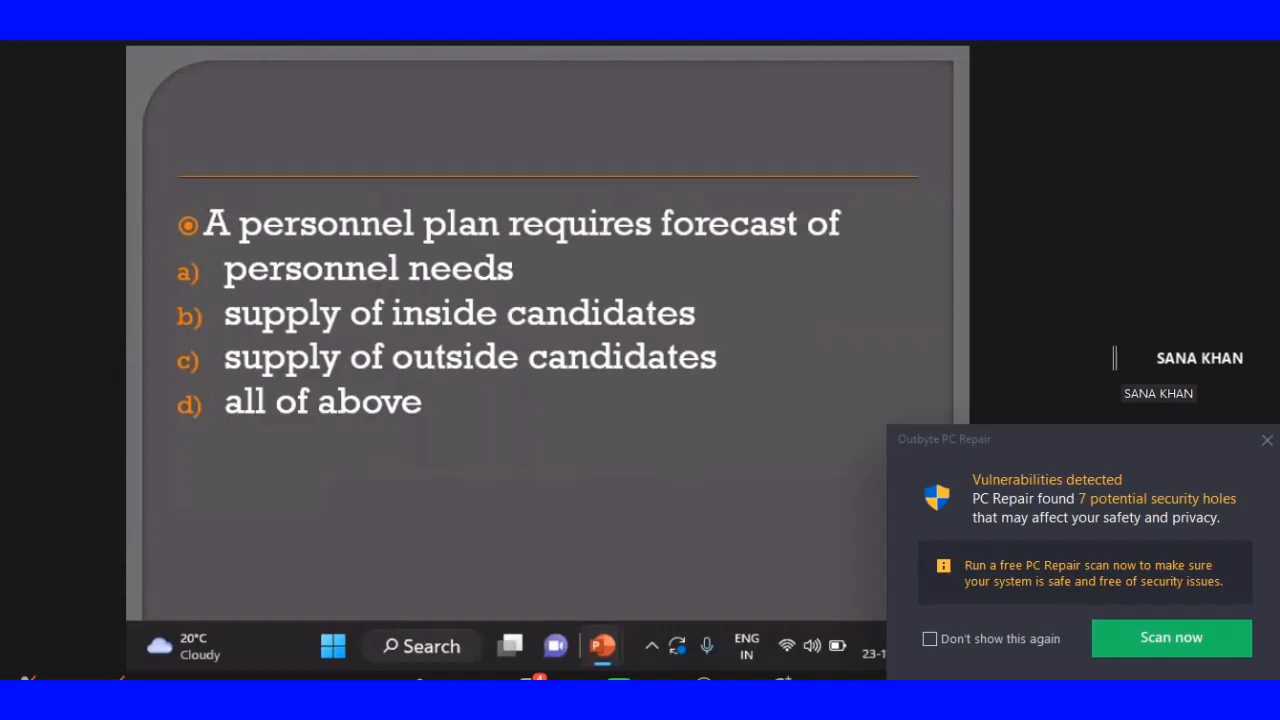 A personnel plan requires forecast of
a) personnel needs
b) supply of inside candidates
c) supply of outside candidates
d) all of above
SANA KHAN
SANA KHAN
Outbyte PC Repair
Vulnerabilities detected
PC Repair found 7 potential security holes
that may affect your safety and privacy.
Run a free PC Repair scan now to make sure
your system is safe and free of security issues.
Don't show this again
Scan now
20°C
Cloudy
Search
ENG
IN
23-1
4